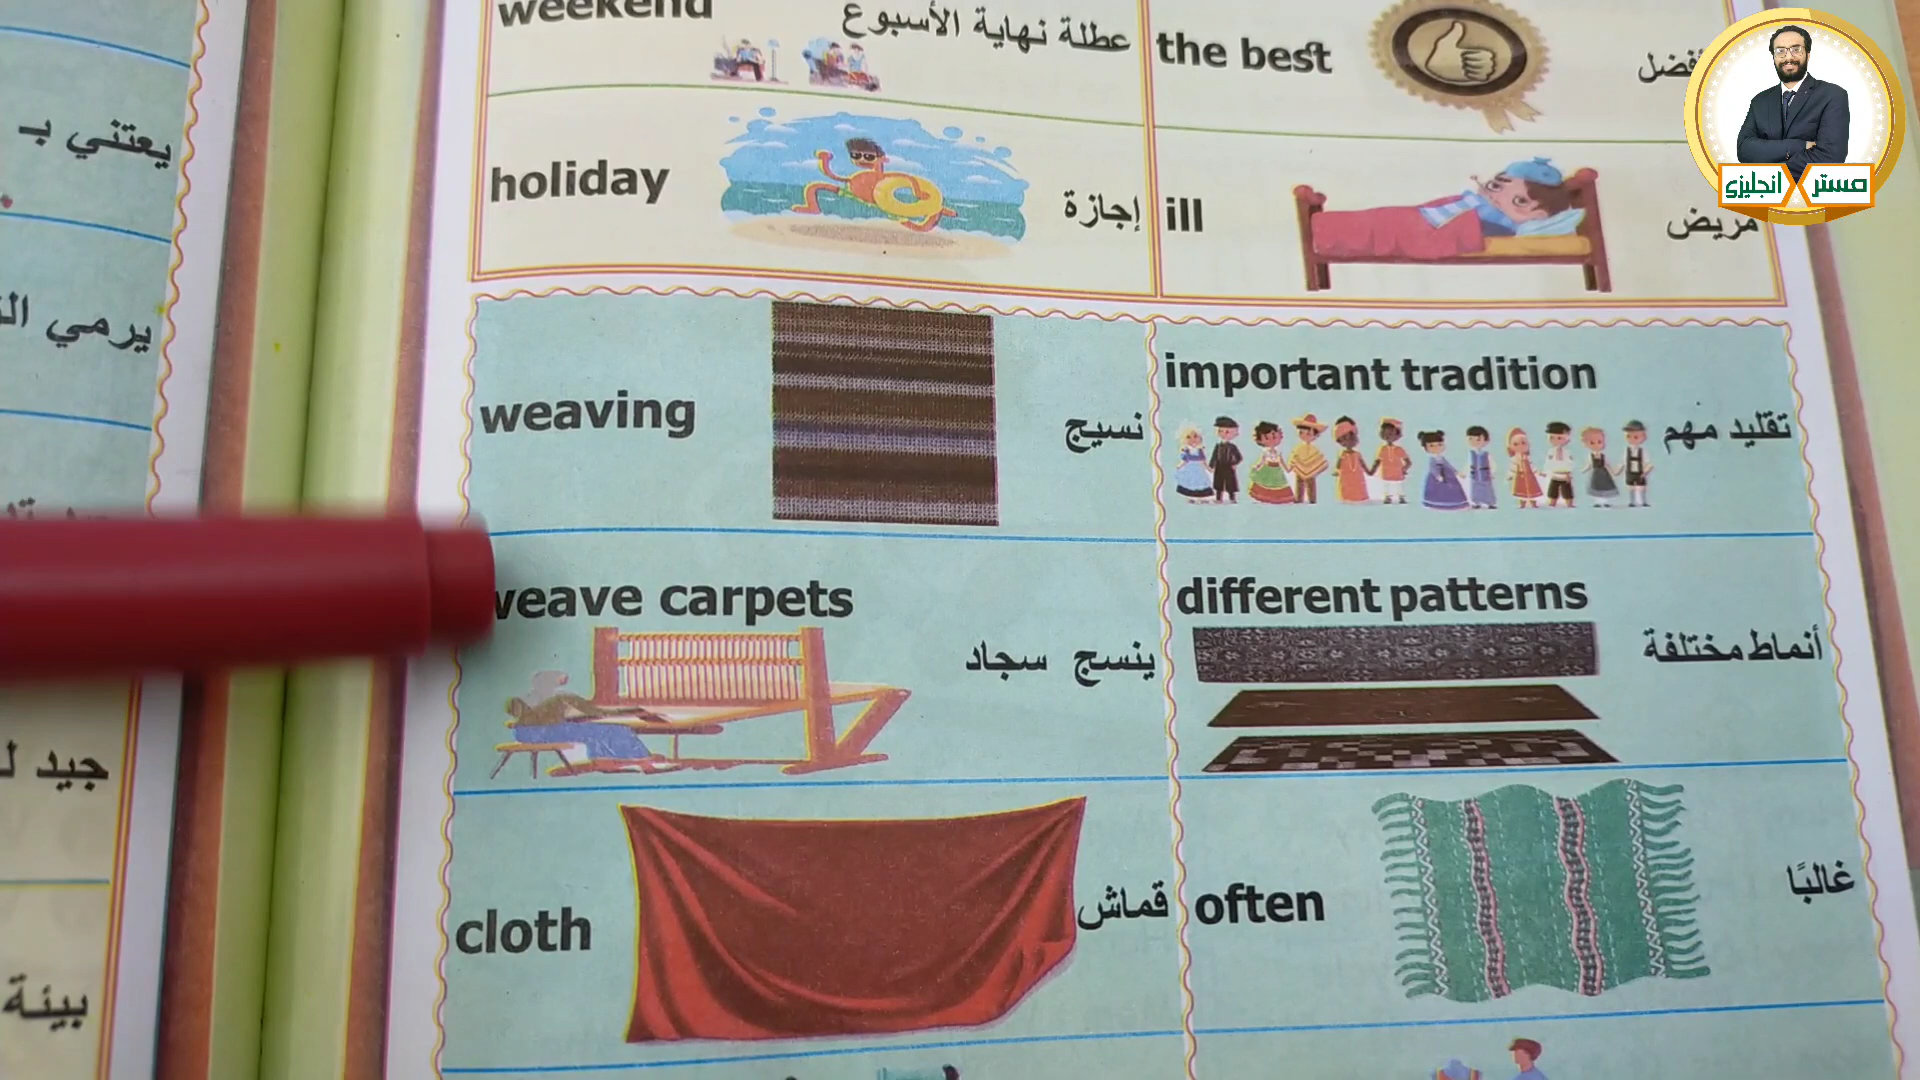 weekend
عطلة نهاية الأسبوع
the best
holiday
إجازة
ill
مريض
weaving
نسيج
important tradition
تقليد مهم
weave carpets
ينسج سجاد
different patterns
أنماط مختلفة
cloth
قماش
often
غالبًا
يعتني بـ
يرمي
جيد
بيئة
مستر X انجليزي